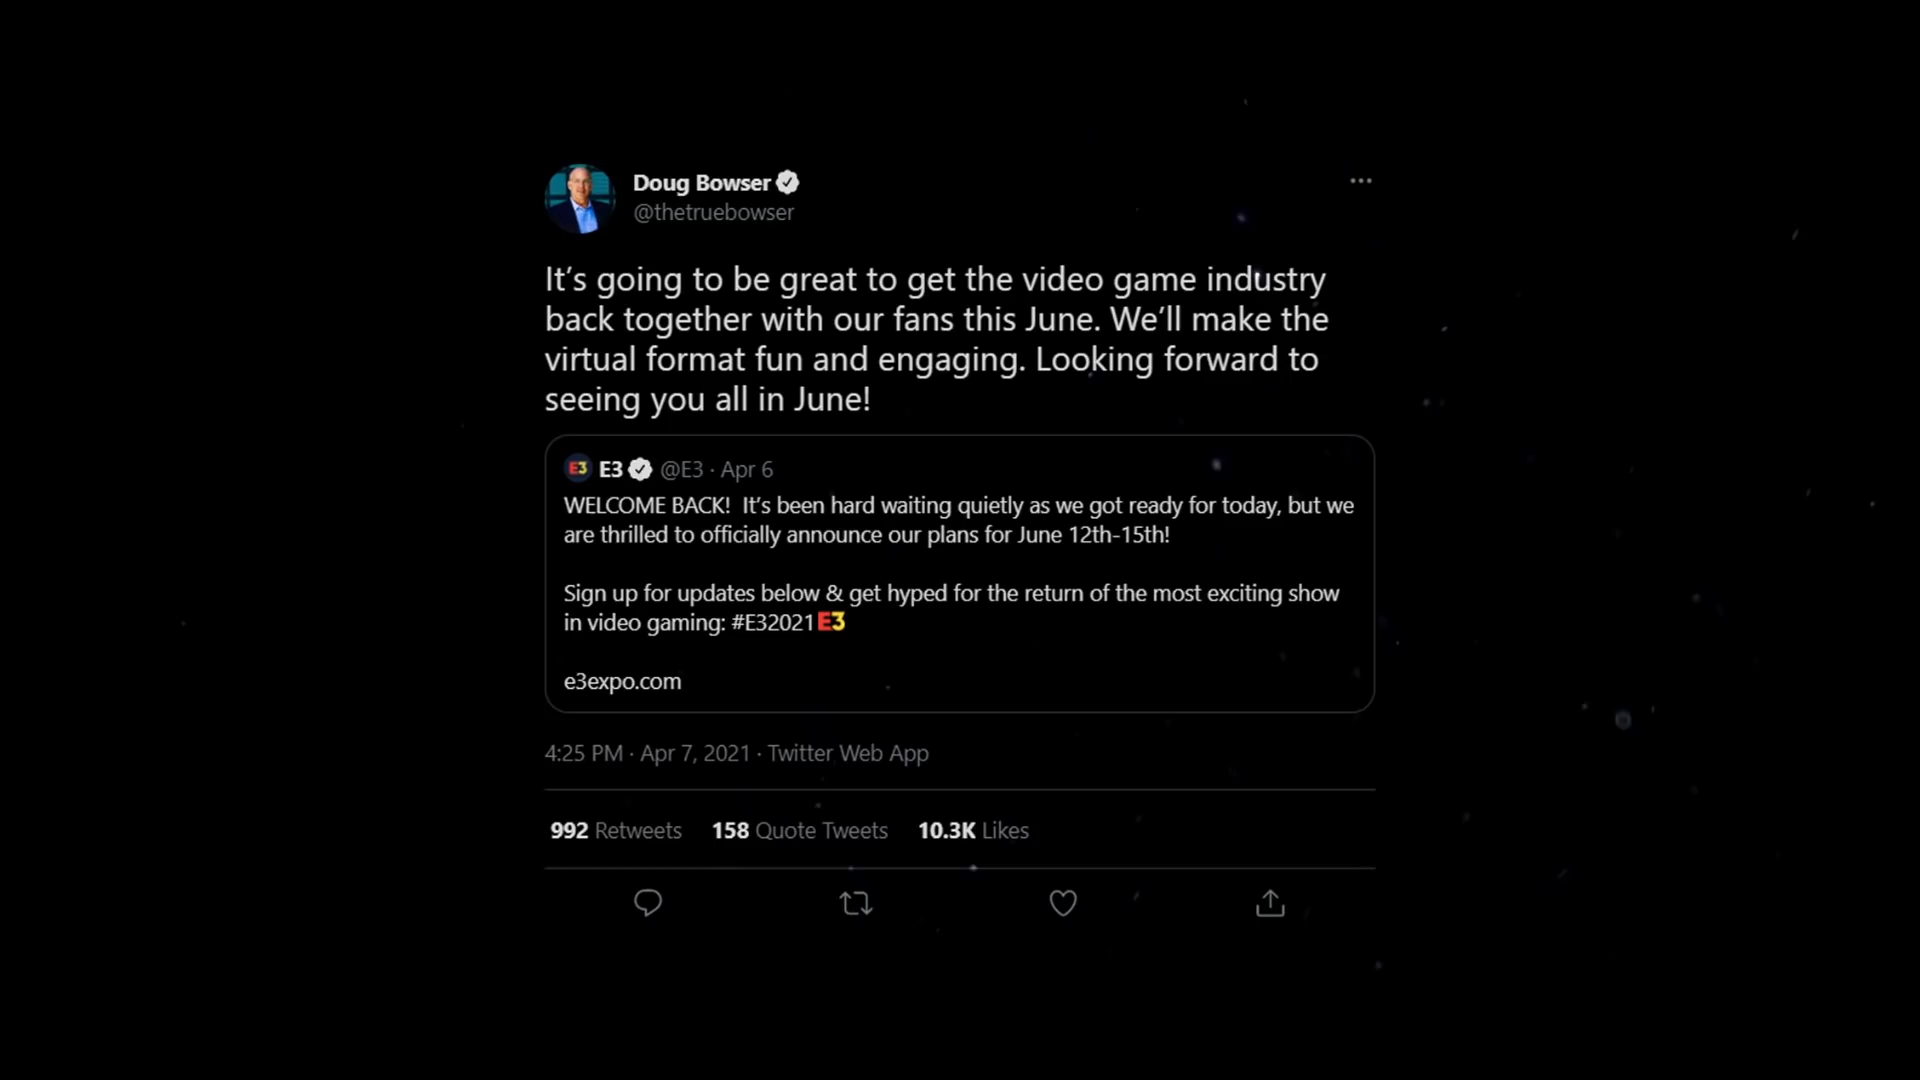 Doug Bowser
@thetruebowser
It’s going to be great to get the video game industry
back together with our fans this June. We’ll make the
virtual format fun and engaging. Looking forward to
seeing you all in June!
E3 E3 @E3 · Apr 6
WELCOME BACK!  It’s been hard waiting quietly as we got ready for today, but we
are thrilled to officially announce our plans for June 12th-15th!
Sign up for updates below & get hyped for the return of the most exciting show
in video gaming: #E32021 E3
e3expo.com
4:25 PM · Apr 7, 2021 · Twitter Web App
992 Retweets 158 Quote Tweets 10.3K Likes